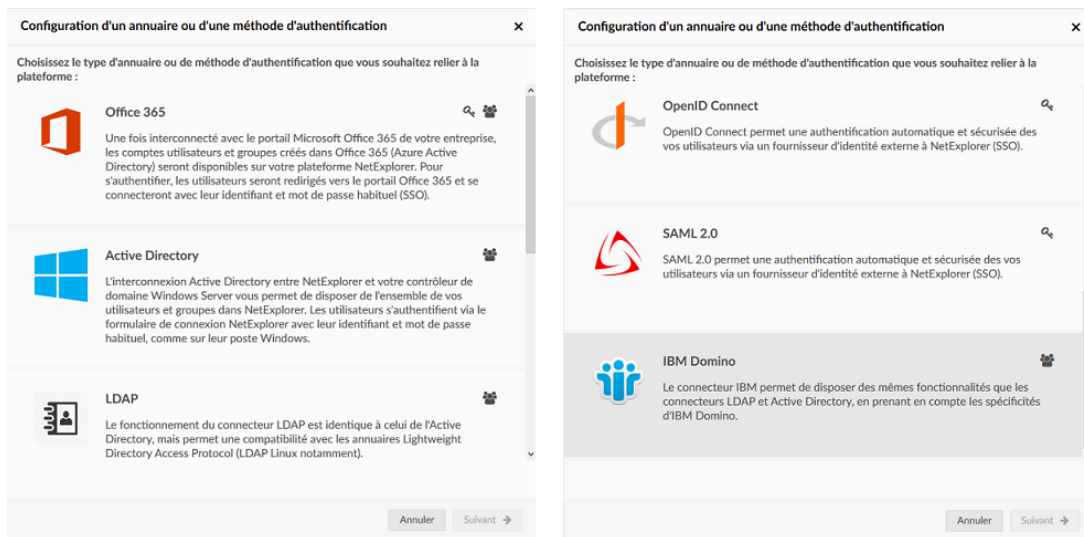 Configuration d'un annuaire ou d'une méthode d'authentification
Choisissez le type d'annuaire ou de méthode d'authentification que vous souhaitez relier à la
plateforme :
Office 365
Une fois interconnecté avec le portail Microsoft Office 365 de votre entreprise,
les comptes utilisateurs et groupes créés dans Office 365 (Azure Active
Directory) seront disponibles sur votre plateforme NetExplorer. Pour
s'authentifier, les utilisateurs seront redirigés vers le portail Office 365 et se
connecteront avec leur identifiant et mot de passe habituel (SSO).
Active Directory
L'interconnexion Active Directory entre NetExplorer et votre contrôleur de
domaine Windows Server vous permet de disposer de l'ensemble de vos
utilisateurs et groupes dans NetExplorer. Les utilisateurs s'authentifient via le
formulaire de connexion NetExplorer avec leur identifiant et mot de passe
habituel, comme sur leur poste Windows.
LDAP
Le fonctionnement du connecteur LDAP est identique à celui de l'Active
Directory, mais permet une compatibilité avec les annuaires Lightweight
Directory Access Protocol (LDAP Linux notamment).
Annuler
Suivant
Configuration d'un annuaire ou d'une méthode d'authentification
Choisissez le type d'annuaire ou de méthode d'authentification que vous souhaitez relier à la
plateforme :
OpenID Connect
OpenID Connect permet une authentification automatique et sécurisée des
vos utilisateurs via un fournisseur d'identité externe à NetExplorer (SSO).
SAML 2.0
SAML 2.0 permet une authentification automatique et sécurisée des vos
utilisateurs via un fournisseur d'identité externe à NetExplorer (SSO).
IBM Domino
Le connecteur IBM permet de disposer des mêmes fonctionnalités que les
connecteurs LDAP et Active Directory, en prenant en compte les spécificités
d'IBM Domino.
Annuler
Suivant